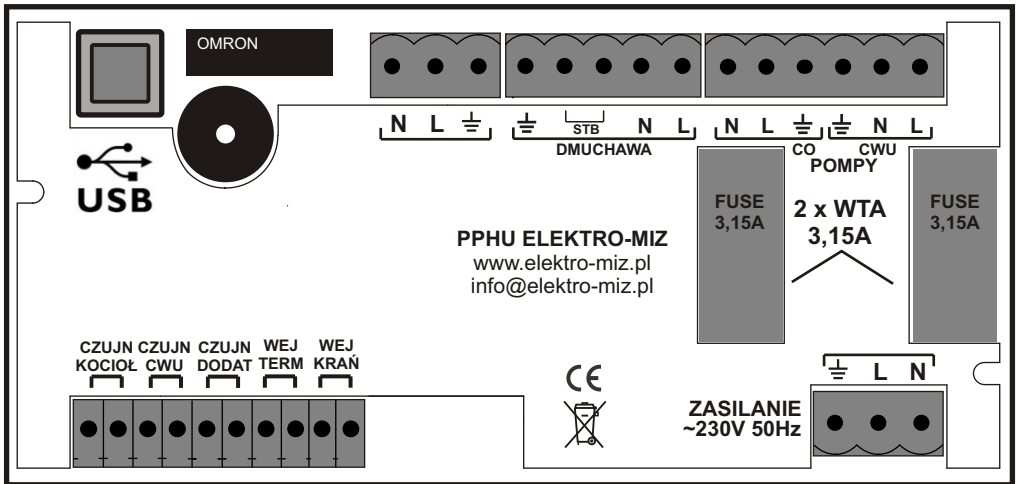 OMRON
N L
STB N L
DMUCHAWA
N L N L
CO CWU
POMPY
USB
FUSE
3,15A
2 x WTA
3,15A
FUSE
3,15A
PPHU ELEKTRO-MIZ
www.elektro-miz.pl
info@elektro-miz.pl
CZUJN KOCIOŁ
CZUJN CWU
CZUJN DODAT
WEJ TERM
WEJ KRAŃ
CE
L N
ZASILANIE
~230V 50Hz